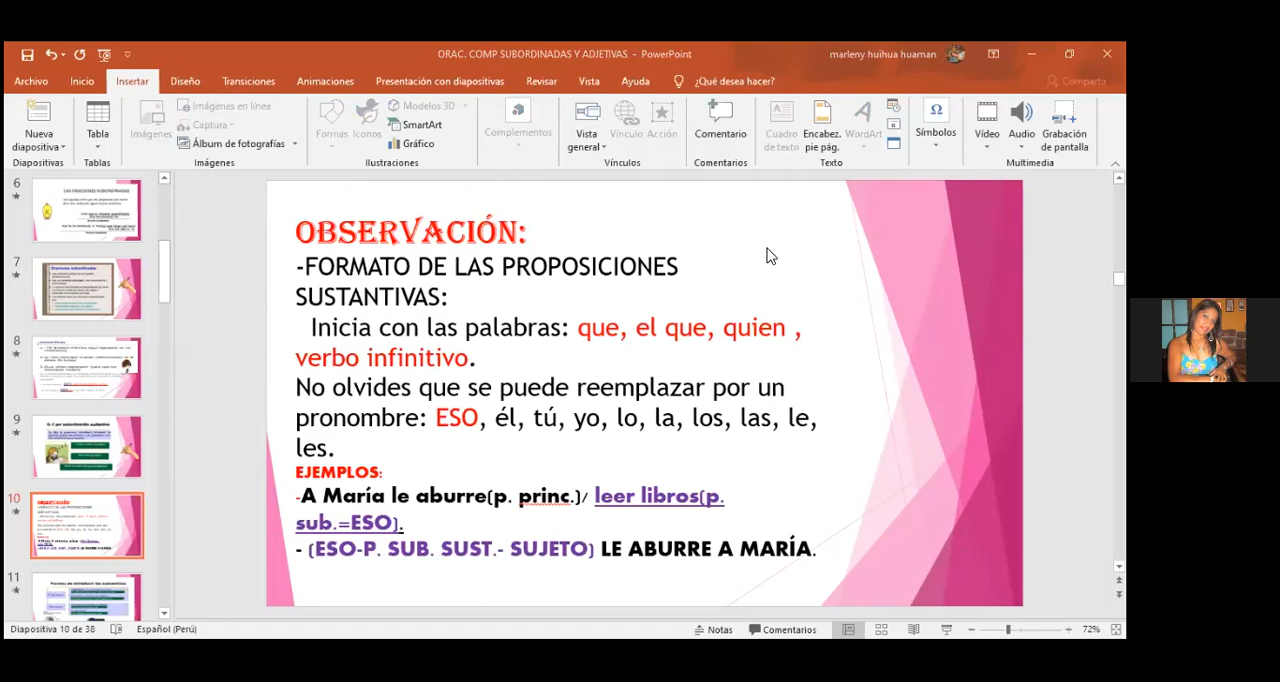 ORAC. COMP SUBORDINADAS Y ADJETIVAS - PowerPoint
marleny huihua huaman
Archivo Inicio Insertar Diseño Transiciones Animaciones Presentación con diapositivas Revisar Vista Ayuda ¿Qué desea hacer? Compartir
Nueva diapositiva
Tabla
Imágenes
Imágenes en línea
Captura
Álbum de fotografías
Formas
Iconos
Modelos 3D
SmartArt
Gráfico
Complementos
Vista general
Vínculo
Acción
Comentario
Cuadro de texto
Encabez. pie pág.
WordArt
Símbolos
Vídeo
Audio
Grabación de pantalla
Diapositivas Tablas Imágenes Ilustraciones Vínculos Comentarios Texto Multimedia
6
7
8
9
10
11
OBSERVACIÓN:
-FORMATO DE LAS PROPOSICIONES
SUSTANTIVAS:
Inicia con las palabras: que, el que, quien ,
verbo infinitivo.
No olvides que se puede reemplazar por un
pronombre: ESO, él, tú, yo, lo, la, los, las, le,
les.
EJEMPLOS:
-A María le aburre(p. princ.)/ leer libros(p.
sub.=ESO).
- (ESO-P. SUB. SUST.- SUJETO) LE ABURRE A MARÍA.
Diapositiva 10 de 38 Español (Perú) Notas Comentarios 72%